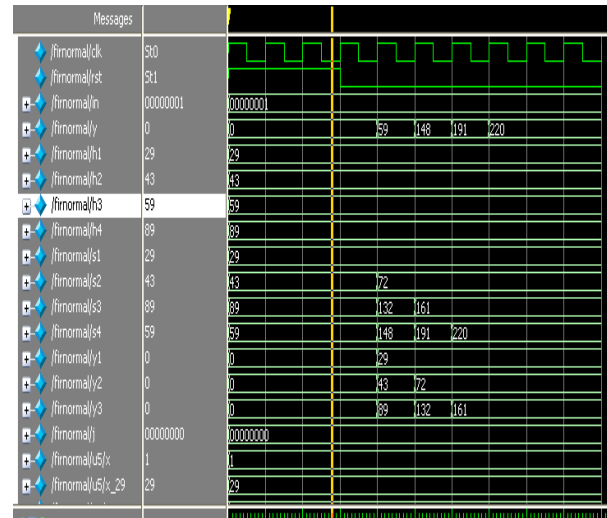 Messages
/firnormal/clk St0
/firnormal/rst St1
/firnormal/in 00000001 00000001
/firnormal/y 0 0 59 148 191 220
/firnormal/h1 29 29
/firnormal/h2 43 43
/firnormal/h3 59 59
/firnormal/h4 89 89
/firnormal/s1 29 29
/firnormal/s2 43 43 72
/firnormal/s3 89 89 132 161
/firnormal/s4 59 59 148 191 220
/firnormal/y1 0 0 29
/firnormal/y2 0 0 43 72
/firnormal/y3 0 0 89 132 161
/firnormal/j 00000000 00000000
/firnormal/u5/x 1 1
/firnormal/u5/x_29 29 29